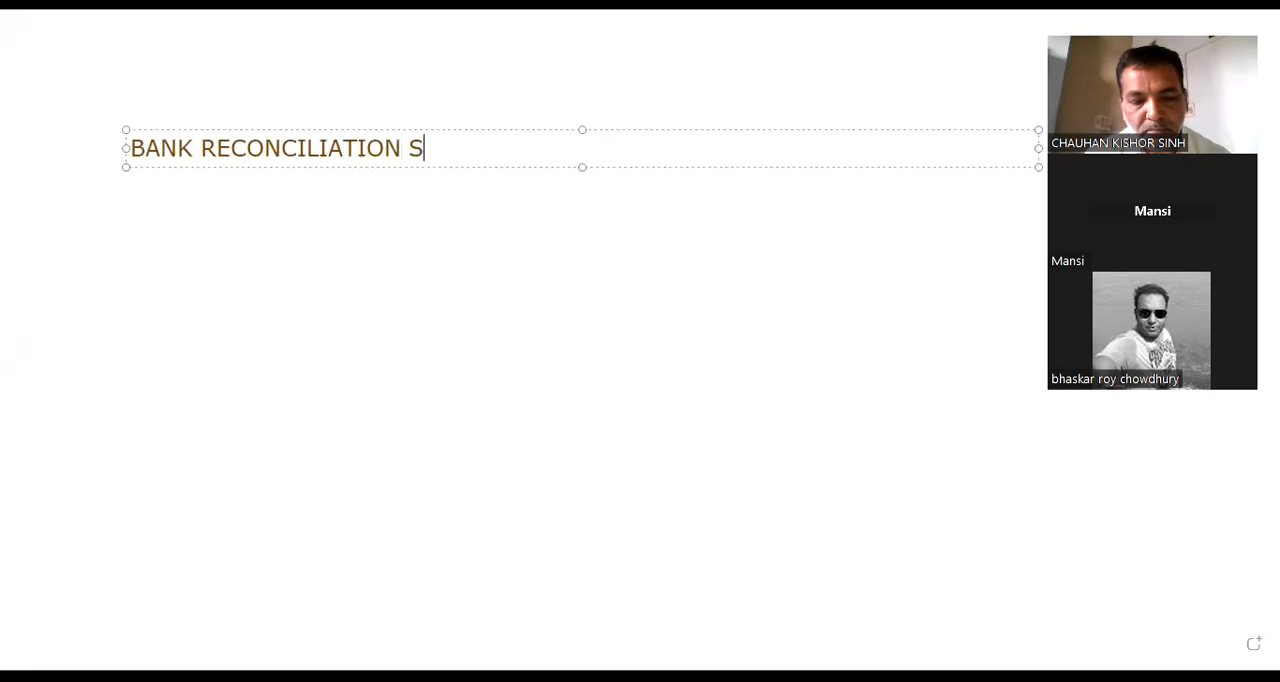 BANK RECONCILIATION S
CHAUHAN KISHOR SINH
Mansi
Mansi
bhaskar roy chowdhury